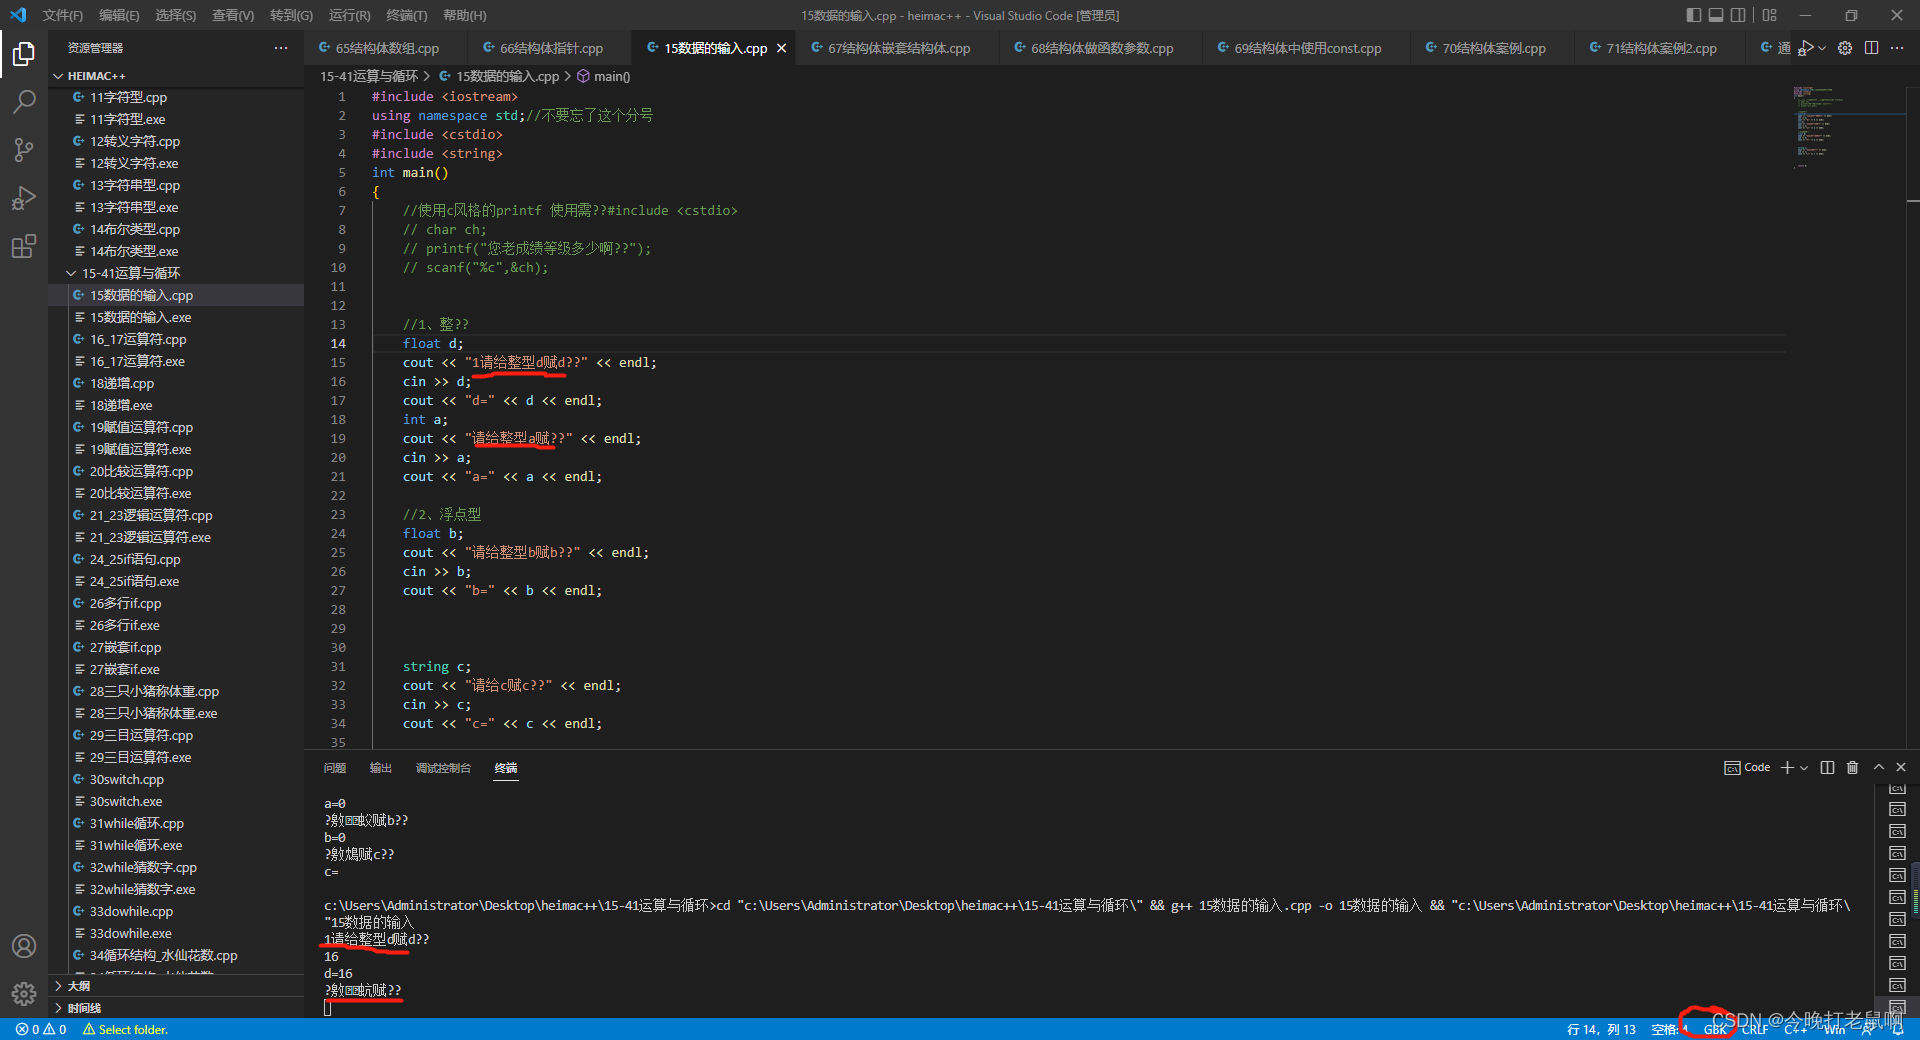 文件(F) 编辑(E) 选择(S) 查看(V) 转到(G) 运行(R) 终端(T) 帮助(H) 15数据的输入.cpp - heimac++ - Visual Studio Code [管理员]
资源管理器 ···
65结构体数组.cpp 66结构体指针.cpp 15数据的输入.cpp 67结构体嵌套结构体.cpp 68结构体做函数参数.cpp 69结构体中使用const.cpp 70结构体案例.cpp 71结构体案例2.cpp 通
HEIMAC++
11字符型.cpp
11字符型.exe
12转义字符.cpp
12转义字符.exe
13字符串型.cpp
13字符串型.exe
14布尔类型.cpp
14布尔类型.exe
15-41运算与循环
15数据的输入.cpp
15数据的输入.exe
16_17运算符.cpp
16_17运算符.exe
18递增.cpp
18递增.exe
19赋值运算符.cpp
19赋值运算符.exe
20比较运算符.cpp
20比较运算符.exe
21_23逻辑运算符.cpp
21_23逻辑运算符.exe
24_25if语句.cpp
24_25if语句.exe
26多行if.cpp
26多行if.exe
27嵌套if.cpp
27嵌套if.exe
28三只小猪称体重.cpp
28三只小猪称体重.exe
29三目运算符.cpp
29三目运算符.exe
30switch.cpp
30switch.exe
31while循环.cpp
31while循环.exe
32while猜数字.cpp
32while猜数字.exe
33dowhile.cpp
33dowhile.exe
34循环结构_水仙花数.cpp
大纲
时间线
15-41运算与循环 > 15数据的输入.cpp > main()
1 #include <iostream>
2 using namespace std;//不要忘了这个分号
3 #include <cstdio>
4 #include <string>
5 int main()
6 {
7 //使用c风格的printf 使用需??#include <cstdio>
8 // char ch;
9 // printf("您老成绩等级多少啊??");
10 // scanf("%c",&ch);
11
12
13 //1、整??
14 float d;
15 cout << "1请给整型d赋d??" << endl;
16 cin >> d;
17 cout << "d=" << d << endl;
18 int a;
19 cout << "请给整型a赋??" << endl;
20 cin >> a;
21 cout << "a=" << a << endl;
22
23 //2、浮点型
24 float b;
25 cout << "请给整型b赋b??" << endl;
26 cin >> b;
27 cout << "b=" << b << endl;
28
29
30
31 string c;
32 cout << "请给c赋c??" << endl;
33 cin >> c;
34 cout << "c=" << c << endl;
35
问题 输出 调试控制台 终端 Code
a=0
赋b??
b=0
赋c??
c=
c:\Users\Administrator\Desktop\heimac++\15-41运算与循环>cd "c:\Users\Administrator\Desktop\heimac++\15-41运算与循环\" && g++ 15数据的输入.cpp -o 15数据的输入 && "c:\Users\Administrator\Desktop\heimac++\15-41运算与循环\
"15数据的输入
1请给整型d赋d??
16
d=16
赋??
0 0 Select folder. 行 14，列 13 空格: 4 GBK CRLF C++ Win
CSDN @今晚打老鼠啊